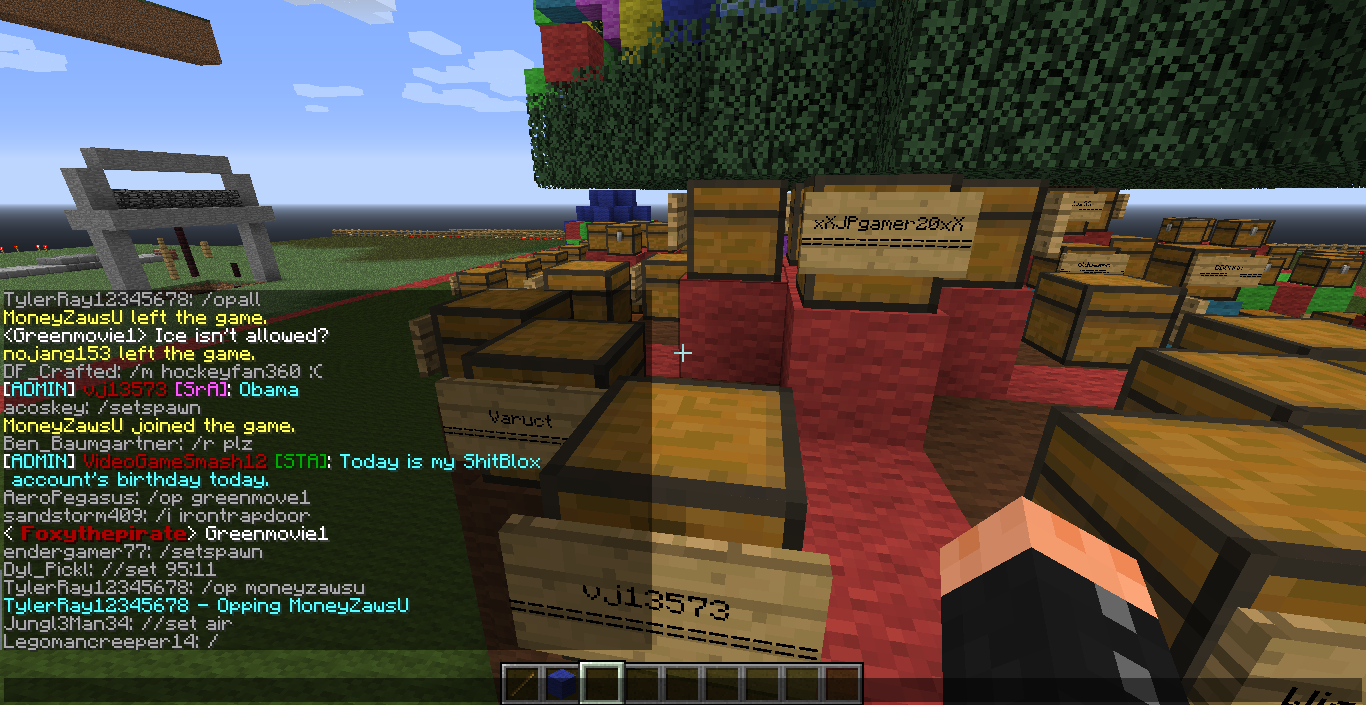 TylerRay12345678: /opall
MoneyZawsU left the game.
<Greenmovie1> Ice isn't allowed?
nojang153 left the game.
DF_Crafted: /m hockeyfan360 :C
[ADMIN] vj13573 [SrA]: Obama
acoskey: /setspawn
MoneyZawsU joined the game.
Ben_Baumgartner: /r plz
[ADMIN] VideoGameSmash12 [STA]: Today is my ShitBlox
account's birthday today.
AeroPegasus: /op greenmove1
sandstorm409: /i irontrapdoor
< Foxythepirate> Greenmovie1
endergamer77: /setspawn
Dyl_Pickl: //set 95:11
TylerRay12345678: /op moneyzawsu
TylerRay12345678 - Opping MoneyZawsU
Jungl3Man34: //set air
Legomancreeper14: /
xXJPgamer20xX
Varuct
vj13573